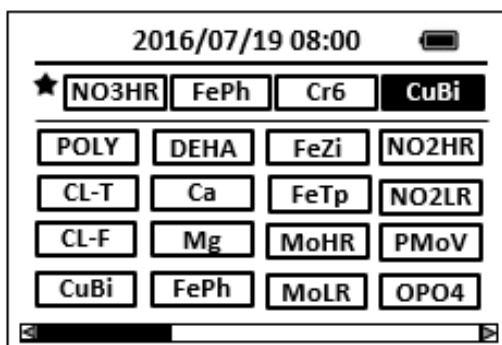 2016/07/19 08:00
NO3HR FePh Cr6 CuBi
POLY DEHA FeZi NO2HR
CL-T Ca FeTp NO2LR
CL-F Mg MoHR PMoV
CuBi FePh MoLR OPO4